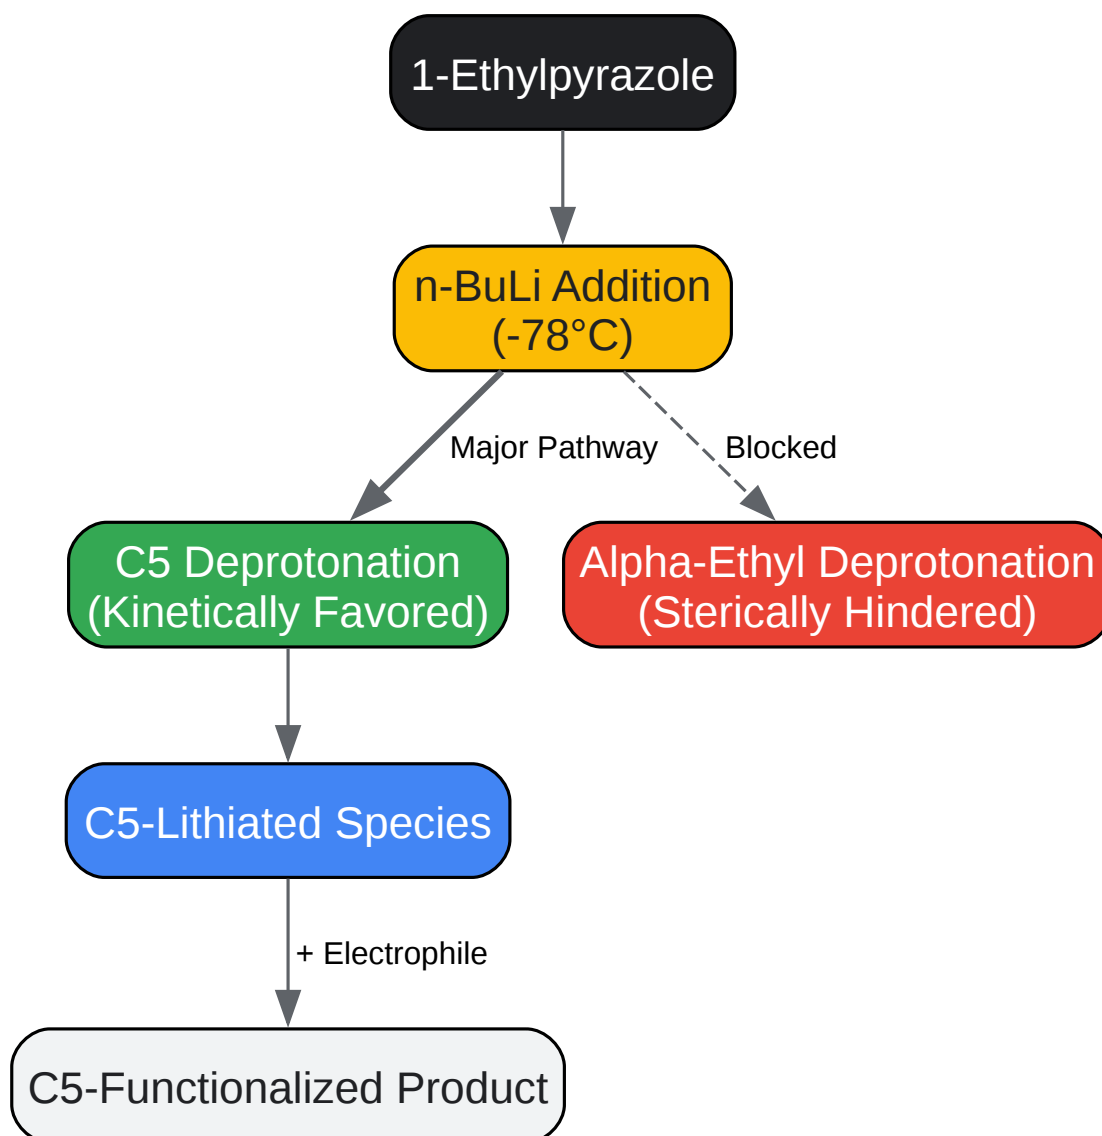 1-Ethylpyrazole
n-BuLi Addition
(-78°C)
Major Pathway
Blocked
C5 Deprotonation
(Kinetically Favored)
Alpha-Ethyl Deprotonation
(Sterically Hindered)
C5-Lithiated Species
+ Electrophile
C5-Functionalized Product